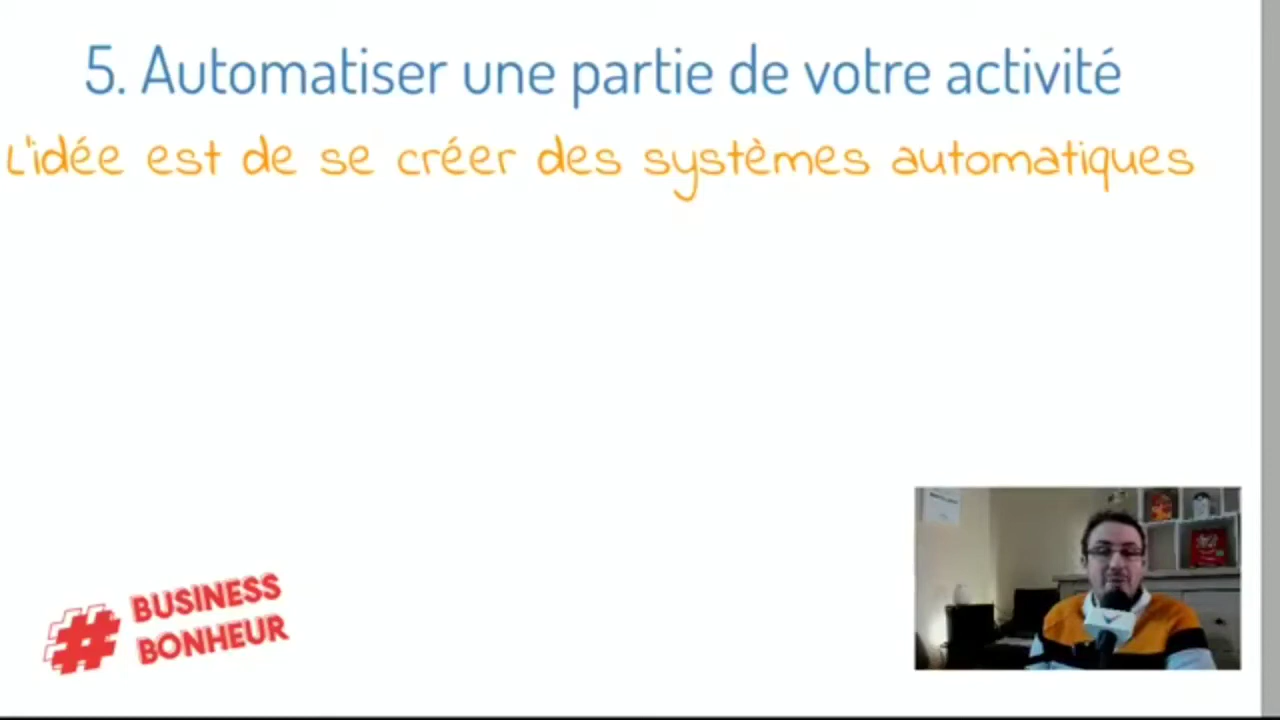 5. Automatiser une partie de votre activité
L'idée est de se créer des systèmes automatiques
# BUSINESS
BONHEUR